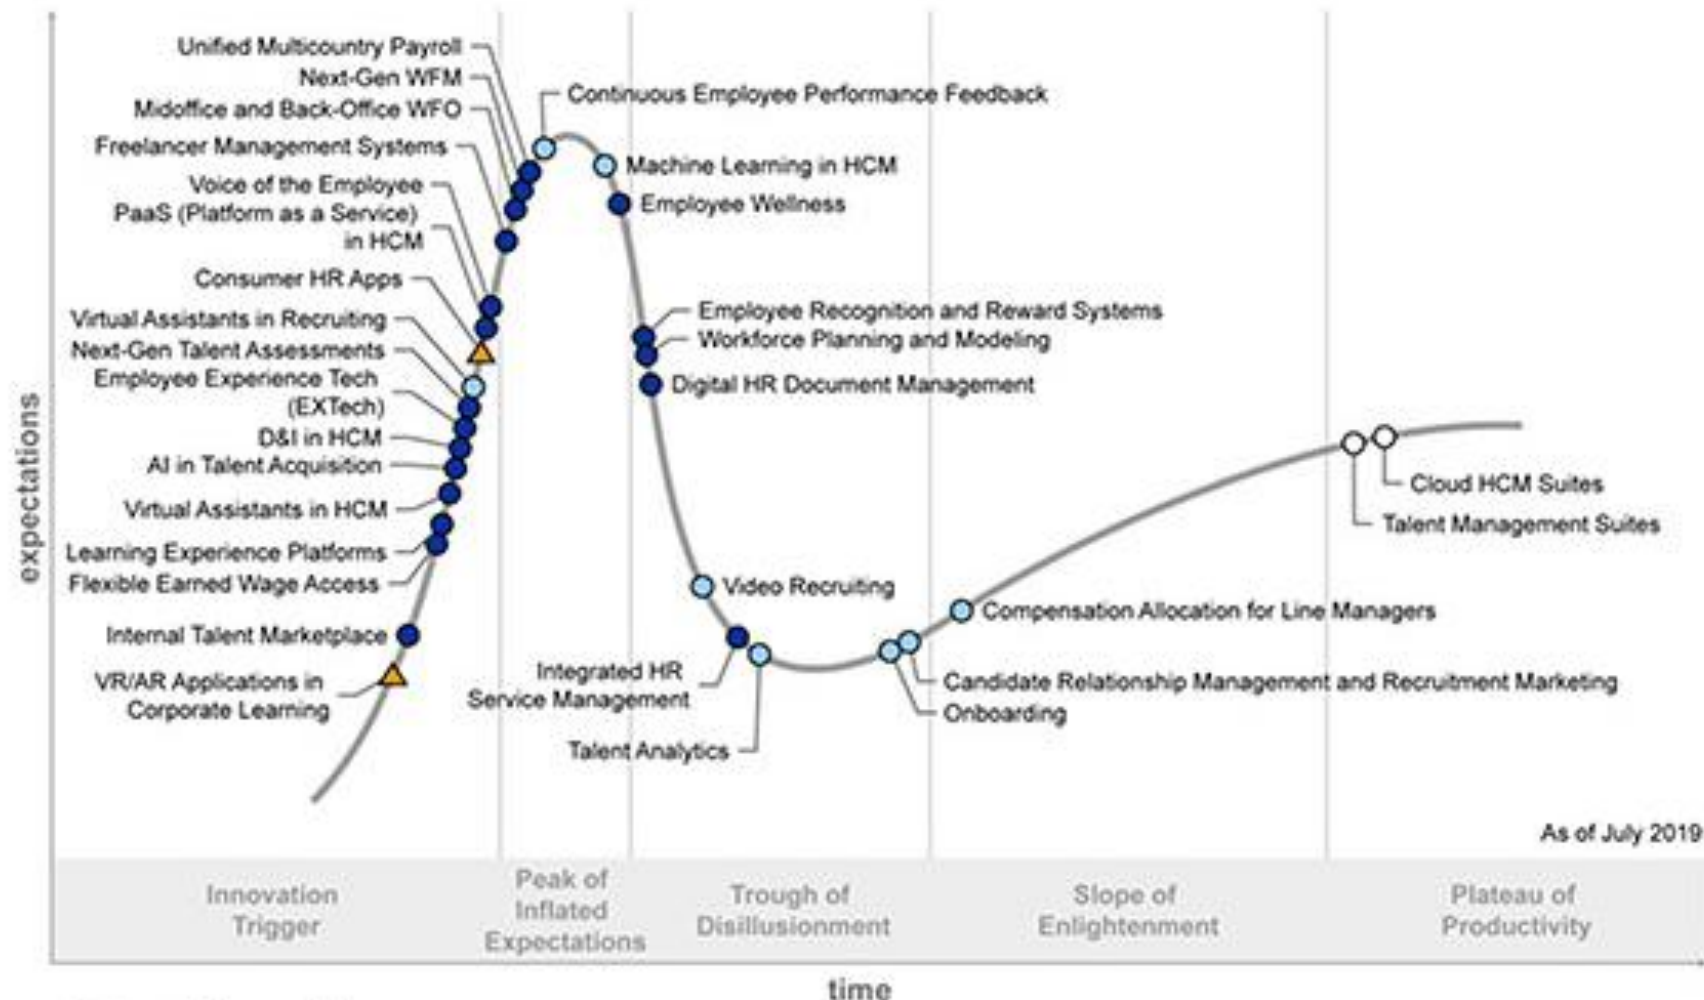 Unified Multicountry Payroll
Next-Gen WFM
Midoffice and Back-Office WFO
Freelancer Management Systems
Voice of the Employee
PaaS (Platform as a Service)
in HCM
Consumer HR Apps
Virtual Assistants in Recruiting
Next-Gen Talent Assessments
Employee Experience Tech
(EXTech)
D&I in HCM
AI in Talent Acquisition
Virtual Assistants in HCM
Learning Experience Platforms
Flexible Earned Wage Access
Internal Talent Marketplace
VR/AR Applications in
Corporate Learning
Continuous Employee Performance Feedback
Machine Learning in HCM
Employee Wellness
Employee Recognition and Reward Systems
Workforce Planning and Modeling
Digital HR Document Management
Video Recruiting
Integrated HR
Service Management
Talent Analytics
Compensation Allocation for Line Managers
Candidate Relationship Management and Recruitment Marketing
Onboarding
Cloud HCM Suites
Talent Management Suites
As of July 2019
expectations
Innovation
Trigger
Peak of
Inflated
Expectations
Trough of
Disillusionment
Slope of
Enlightenment
Plateau of
Productivity
time